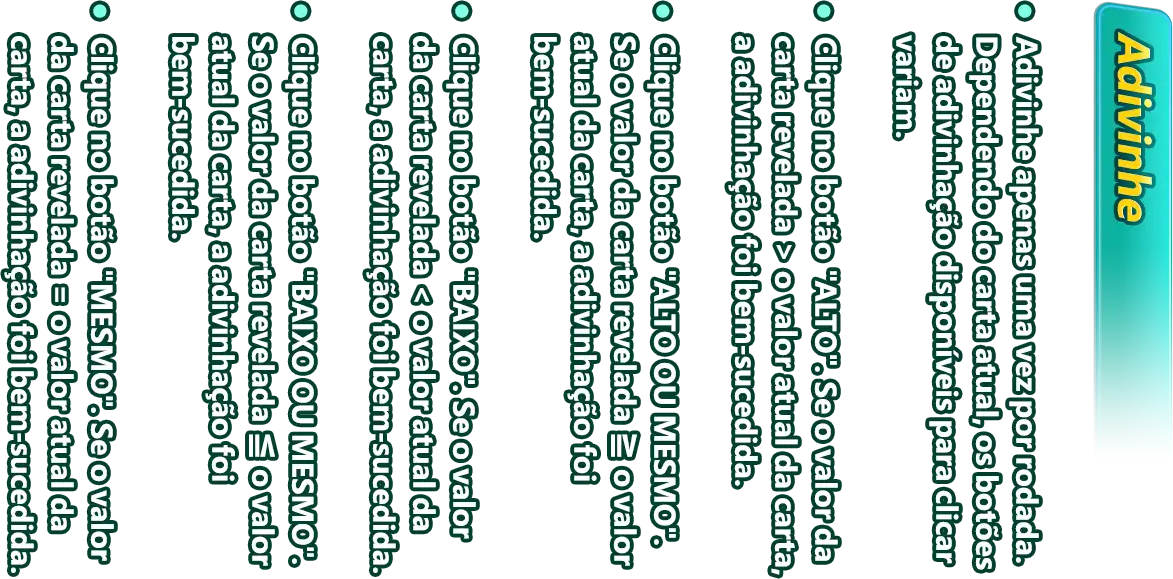 Adivinhe
Adivinhe apenas uma vez por rodada.
Dependendo do carta atual, os botões
de adivinhação disponíveis para clicar
variam.
Clique no botão "ALTO". Se o valor da
carta revelada > o valor atual da carta,
a adivinhação foi bem-sucedida.
Clique no botão "ALTO OU MESMO".
Se o valor da carta revelada ≧ o valor
atual da carta, a adivinhação foi
bem-sucedida.
Clique no botão "BAIXO". Se o valor
da carta revelada < o valor atual da
carta, a adivinhação foi bem-sucedida.
Clique no botão "BAIXO OU MESMO".
Se o valor da carta revelada ≦ o valor
atual da carta, a adivinhação foi
bem-sucedida.
Clique no botão "MESMO". Se o valor
da carta revelada = o valor atual da
carta, a adivinhação foi bem-sucedida.